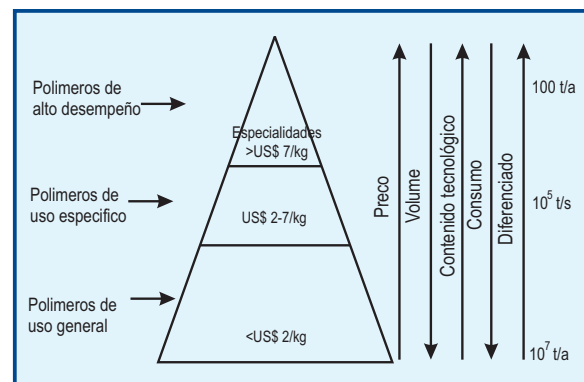 Polimeros de
alto desempeño
Especialidades
>US$ 7/kg
Polimeros de
uso especifico
US$ 2-7/kg
Polimeros de
uso general
<US$ 2/kg
Preco
Volume
Contenido tecnológico
Consumo
Diferenciado
100 t/a
10⁵ t/s
10⁷ t/a